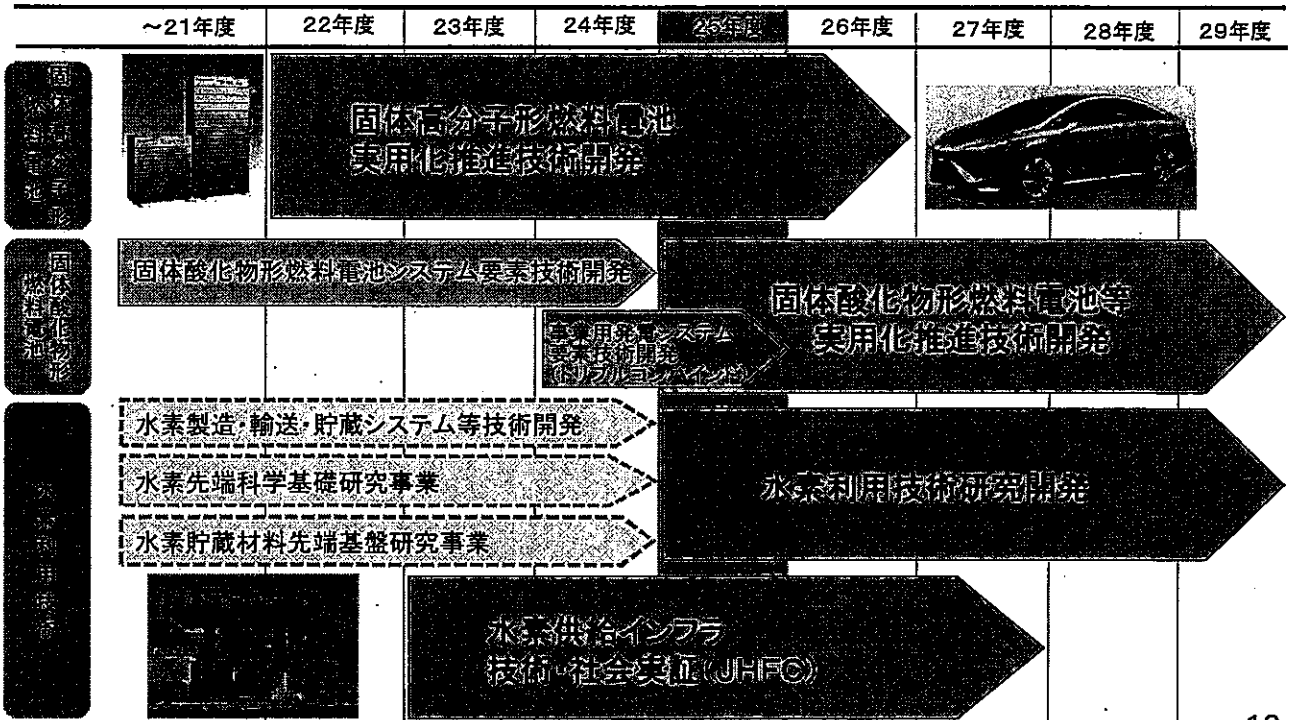 ～21年度 22年度 23年度 24年度 25年度 26年度 27年度 28年度 29年度
固体高分子形
燃料電池
固体高分子形燃料電池
実用化推進技術開発
固体酸化物形
燃料電池
固体酸化物形燃料電池システム要素技術開発
事業用発電システム
要素技術開発
(トリプルコンバインド)
固体酸化物形燃料電池等
実用化推進技術開発
水素利用技術
水素製造・輸送・貯蔵システム等技術開発
水素先端科学基礎研究事業
水素貯蔵材料先端基盤研究事業
水素利用技術研究開発
水素供給インフラ
技術・社会実証(JHFC)